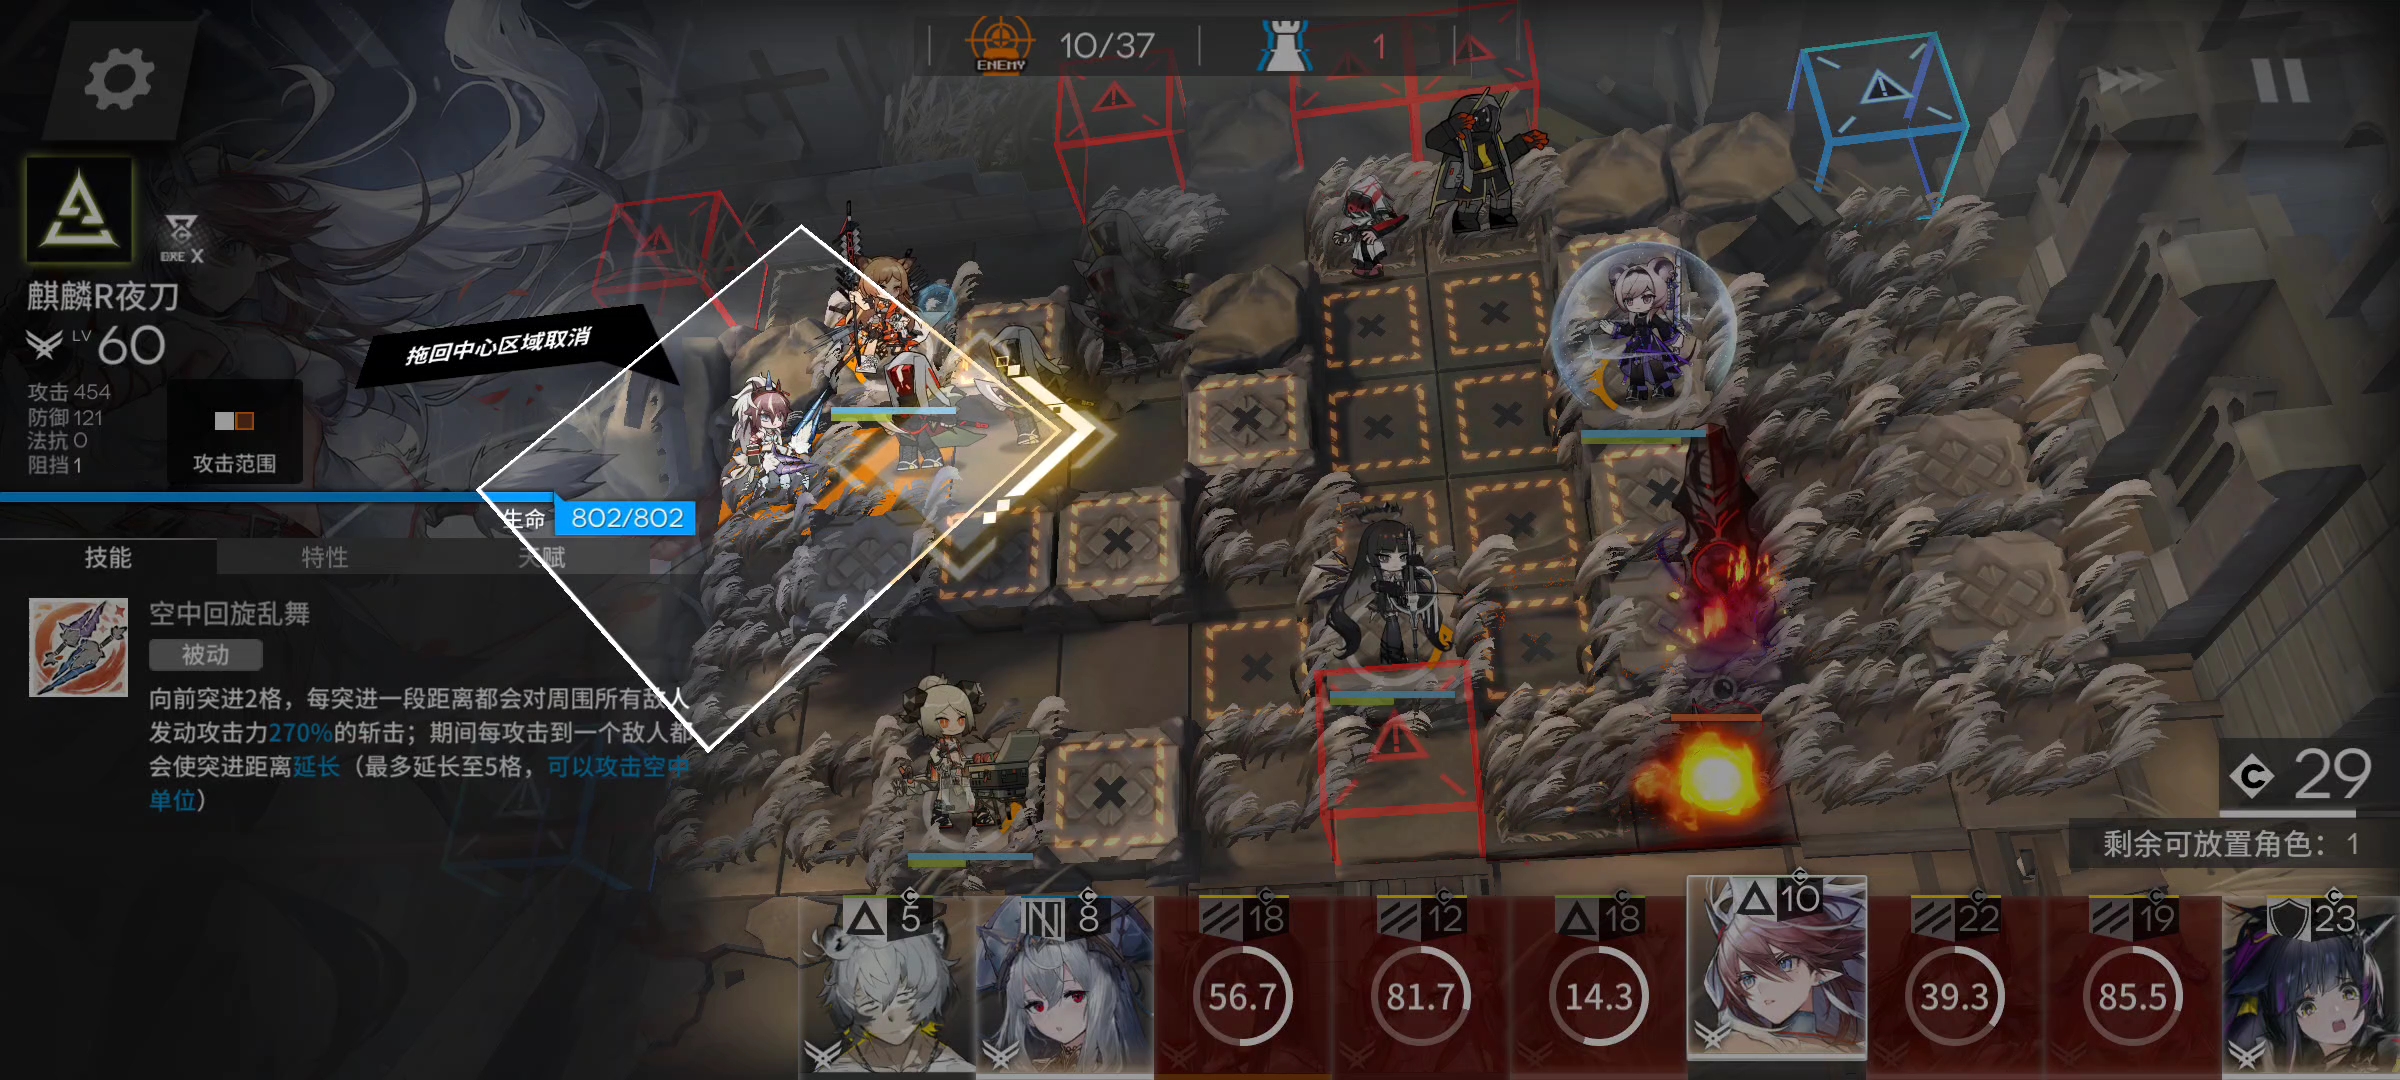 ENEMY 10/37 1
ORE X
麒麟R夜刀
LV 60
拖回中心区域取消
攻击 454
防御 121
法抗 0
阻挡 1
攻击范围
生命 802/802
技能 特性 天赋
空中回旋乱舞
被动
向前突进2格，每突进一段距离都会对周围所有敌人
发动攻击力270%的斩击；期间每攻击到一个敌人都
会使突进距离延长（最多延长至5格，可以攻击空中
单位）
C 29
剩余可放置角色：1
C C C C C C C C C
5 8 18 12 18 10 22 19 23
56.7 81.7 14.3 39.3 85.5